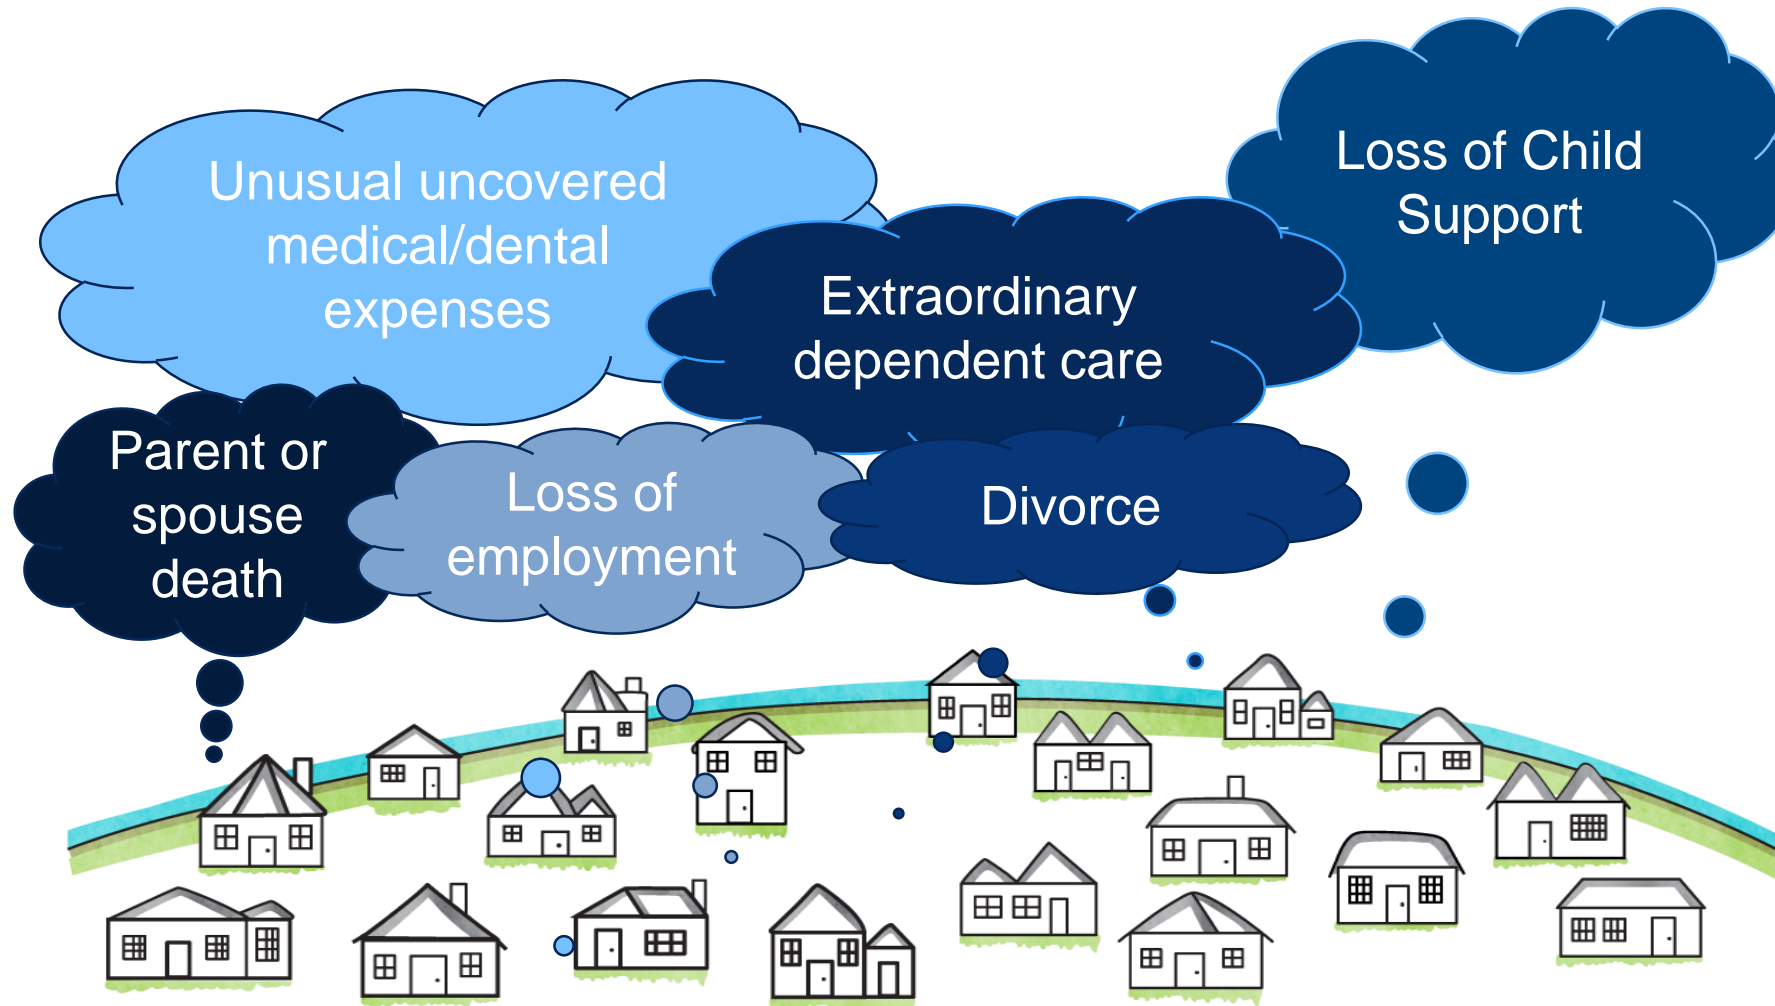 Unusual uncovered
medical/dental
expenses
Loss of Child
Support
Extraordinary
dependent care
Parent or
spouse
death
Loss of
employment
Divorce